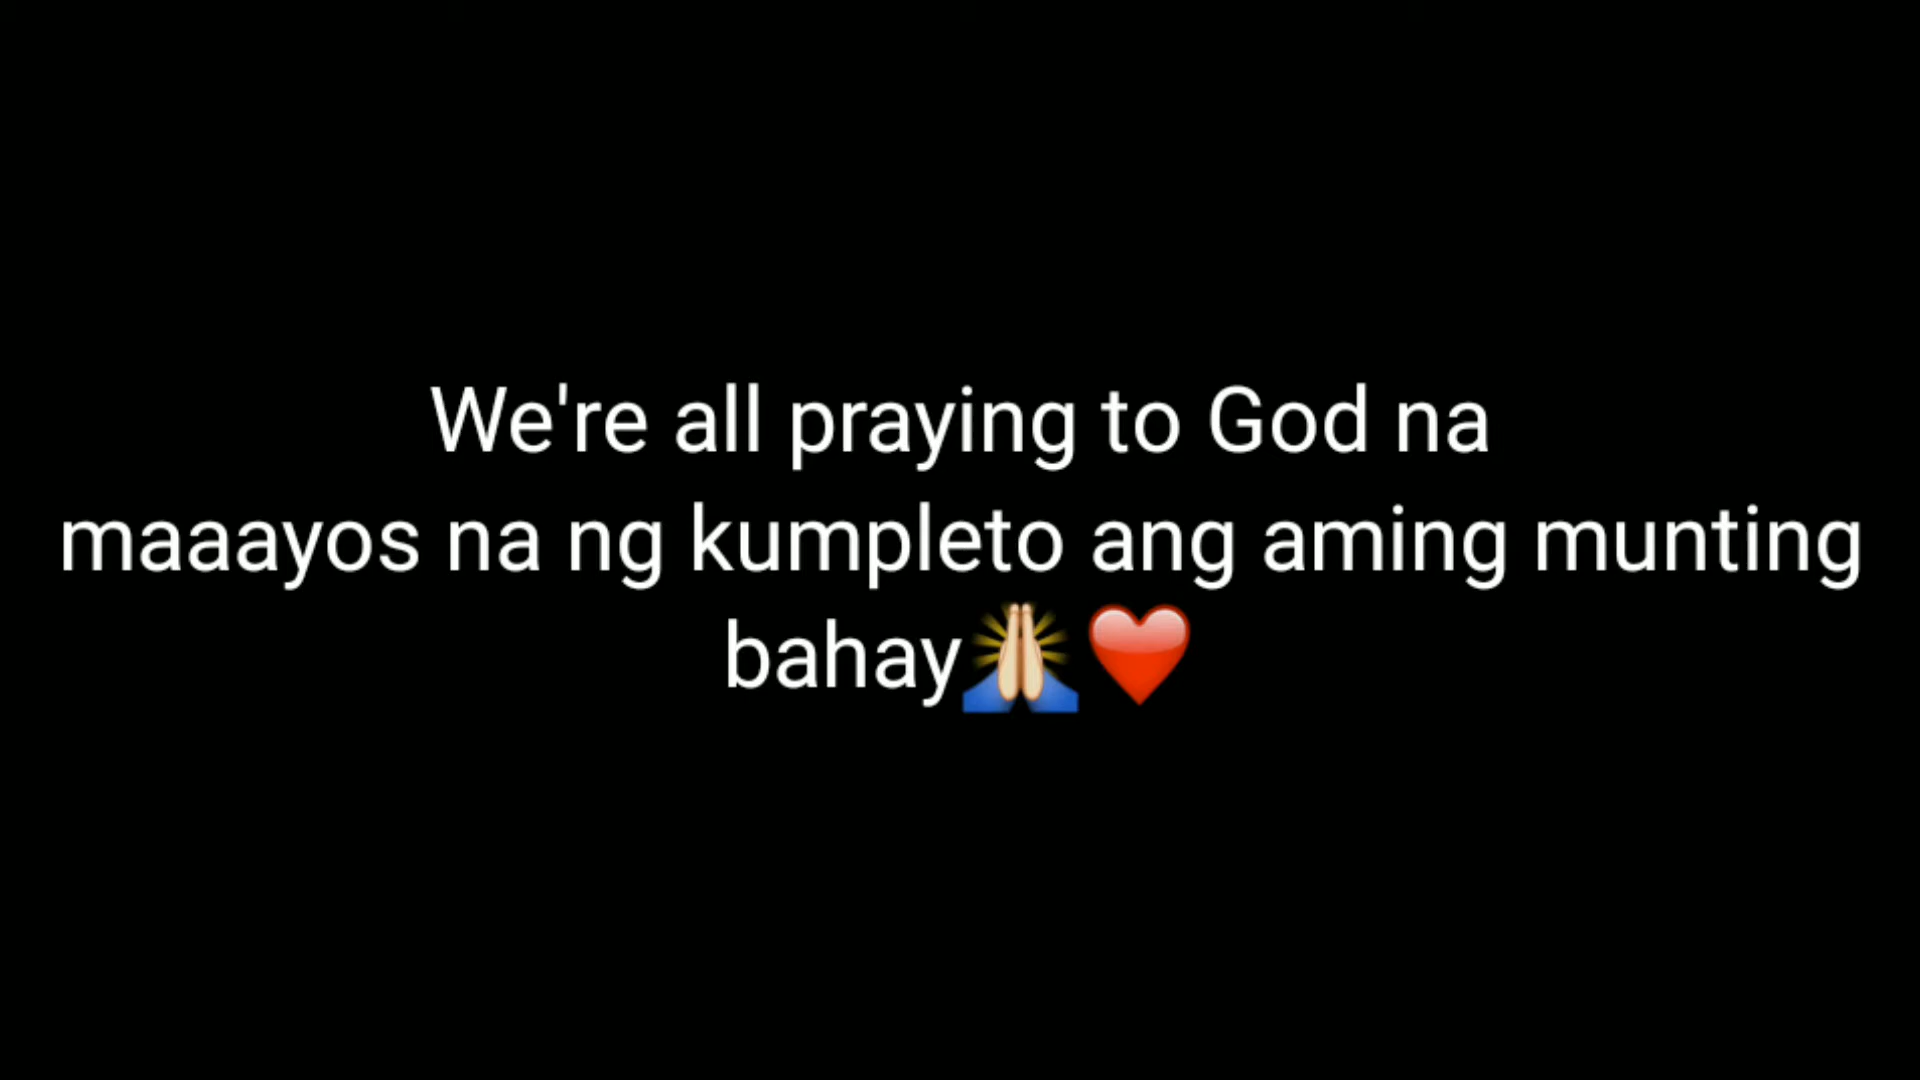 We're all praying to God na
maaayos na ng kumpleto ang aming munting
bahay🙏🏼❤️